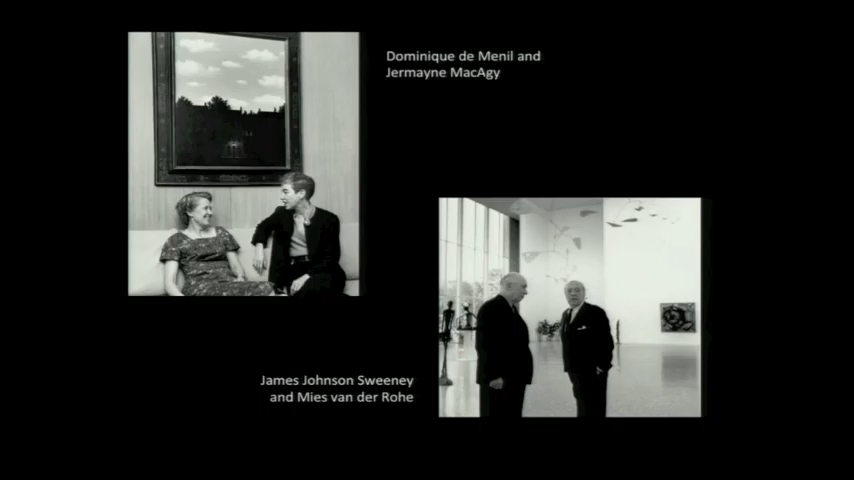 Dominique de Menil and
Jermayne MacAgy
James Johnson Sweeney
and Mies van der Rohe